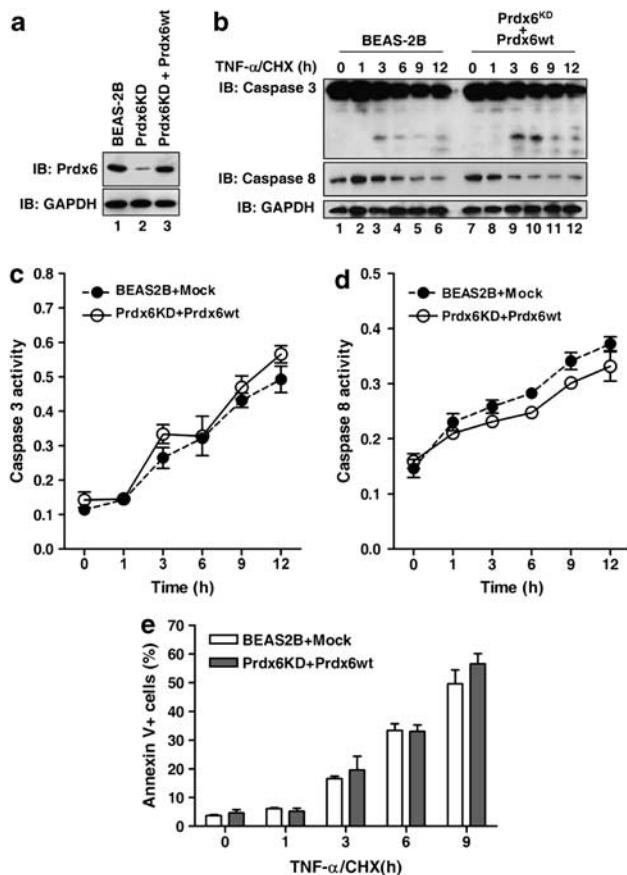 a
BEAS-2B
Prdx6KD
Prdx6KD + Prdx6wt
IB: Prdx6
IB: GAPDH
1 2 3
b
BEAS-2B
Prdx6KD
+
Prdx6wt
TNF-α/CHX (h) 0 1 3 6 9 12 0 1 3 6 9 12
IB: Caspase 3
IB: Caspase 8
IB: GAPDH
1 2 3 4 5 6 7 8 9 10 11 12
c
BEAS2B+Mock
Prdx6KD+Prdx6wt
Caspase 3 activity
0.8
0.7
0.6
0.5
0.4
0.3
0.2
0.1
0.0
0 1 3 6 9 12
Time (h)
d
BEAS2B+Mock
Prdx6KD+Prdx6wt
Caspase 8 activity
0.5
0.4
0.3
0.2
0.1
0.0
0 1 3 6 9 12
Time (h)
e
BEAS2B+Mock
Prdx6KD+Prdx6wt
Annexin V+ cells (%)
70
60
50
40
30
20
10
0
0 1 3 6 9
TNF-α/CHX(h)